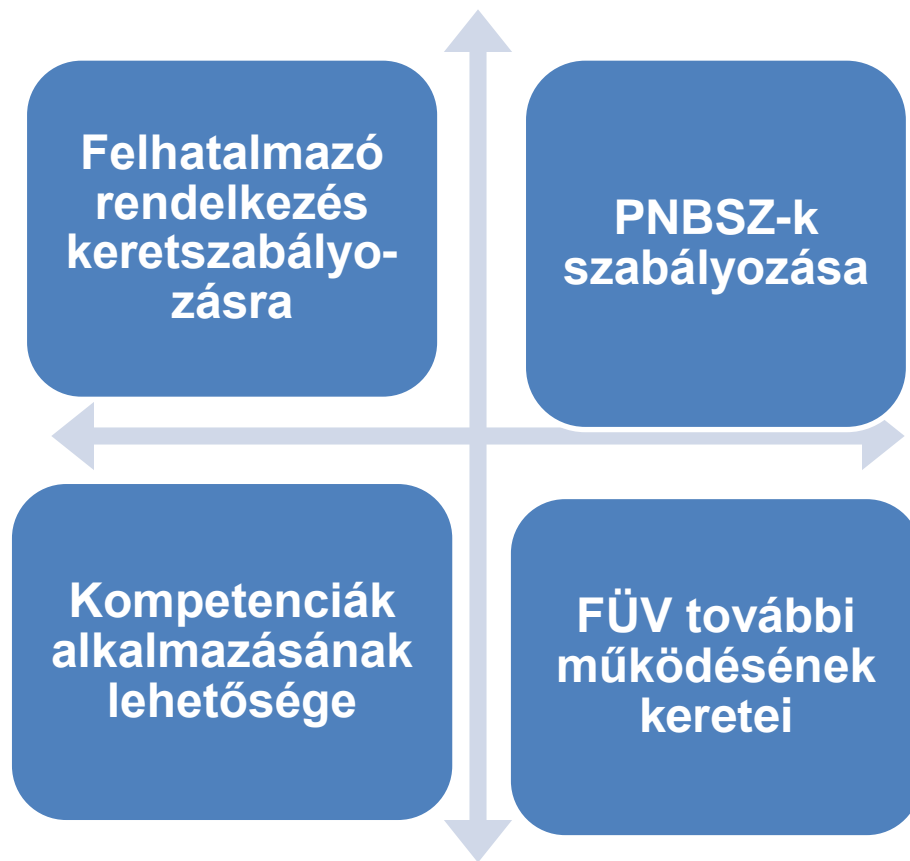 Felhatalmazó
rendelkezés
keretszabályo-
zásra
PNBSZ-k
szabályozása
Kompetenciák
alkalmazásának
lehetősége
FÜV további
működésének
keretei